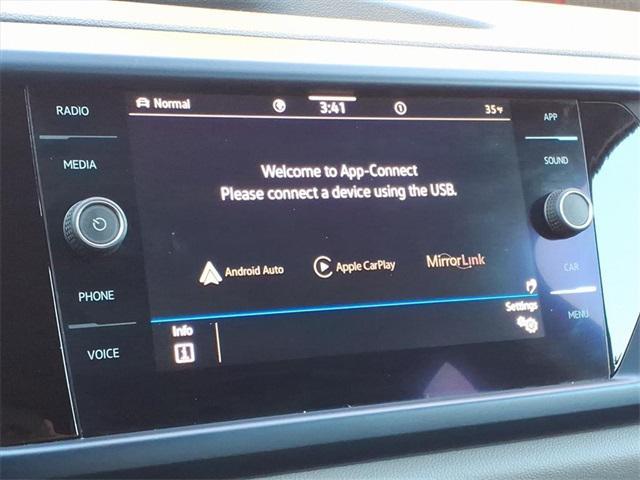 RADIO
MEDIA
PHONE
VOICE
Normal
3:41
35°F
Welcome to App-Connect
Please connect a device using the USB.
Android Auto
Apple CarPlay
MirrorLink
Info
Settings
APP
SOUND
CAR
MENU